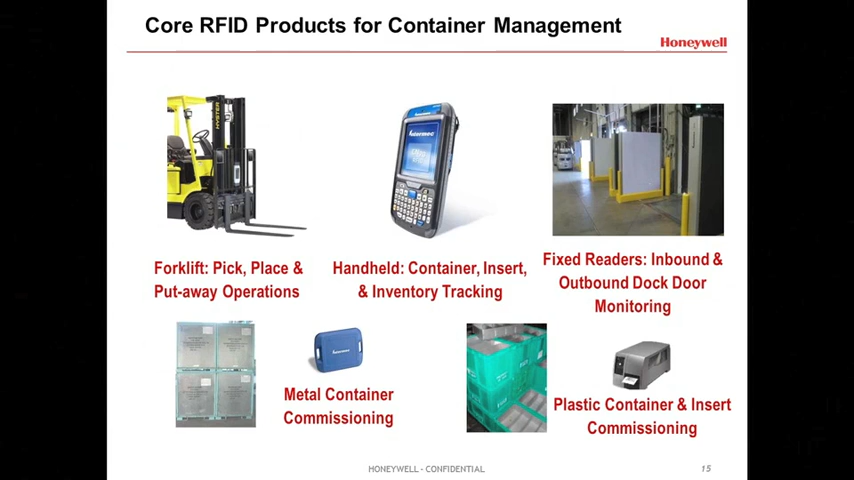 Core RFID Products for Container Management
Honeywell
HYSTER
Intermec
Forklift: Pick, Place &
Put-away Operations
Handheld: Container, Insert,
& Inventory Tracking
Fixed Readers: Inbound &
Outbound Dock Door
Monitoring
Intermec
Metal Container
Commissioning
Plastic Container & Insert
Commissioning
HONEYWELL - CONFIDENTIAL
15